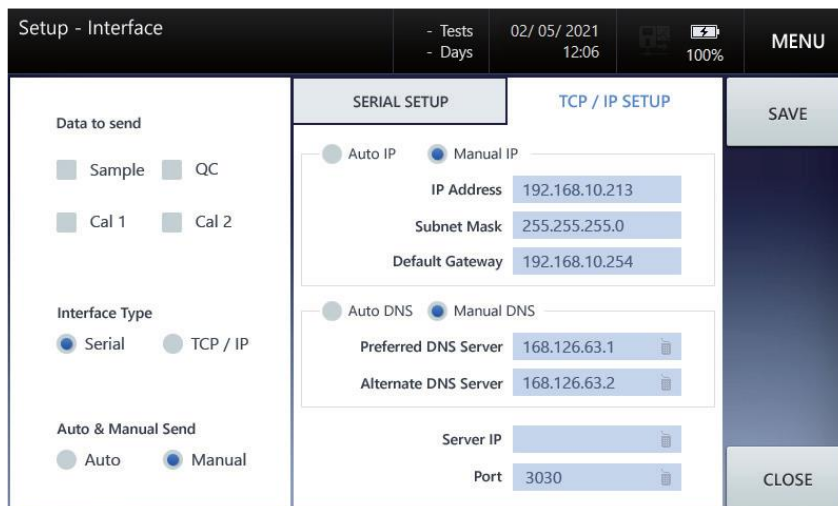 Setup - Interface
- Tests
- Days
02/ 05/ 2021
12:06
100%
MENU
Data to send
Sample QC
Cal 1 Cal 2
Interface Type
Serial TCP / IP
Auto & Manual Send
Auto Manual
SERIAL SETUP TCP / IP SETUP
Auto IP Manual IP
IP Address 192.168.10.213
Subnet Mask 255.255.255.0
Default Gateway 192.168.10.254
Auto DNS Manual DNS
Preferred DNS Server 168.126.63.1
Alternate DNS Server 168.126.63.2
Server IP
Port 3030
SAVE
CLOSE